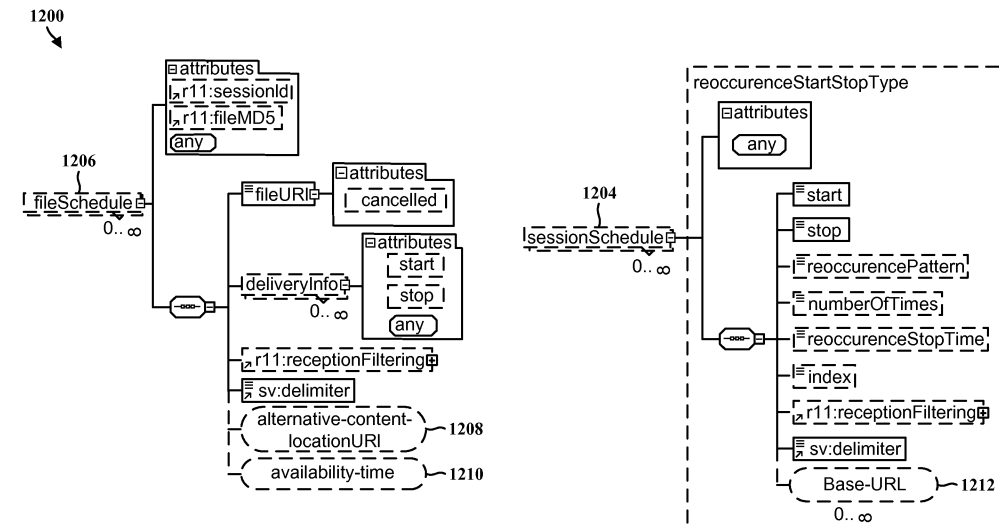 1200
attributes
r11:sessionId
r11:fileMD5
any
1206
fileSchedule
0.. ∞
fileURI
attributes
cancelled
deliveryInfo
0.. ∞
attributes
start
stop
any
r11:receptionFiltering
sv:delimiter
alternative-content-
locationURI
1208
availability-time
1210
reoccurenceStartStopType
attributes
any
1204
sessionSchedule
0.. ∞
start
stop
reoccurencePattern
numberOfTimes
reoccurenceStopTime
index
r11:receptionFiltering
sv:delimiter
Base-URL
1212
0.. ∞